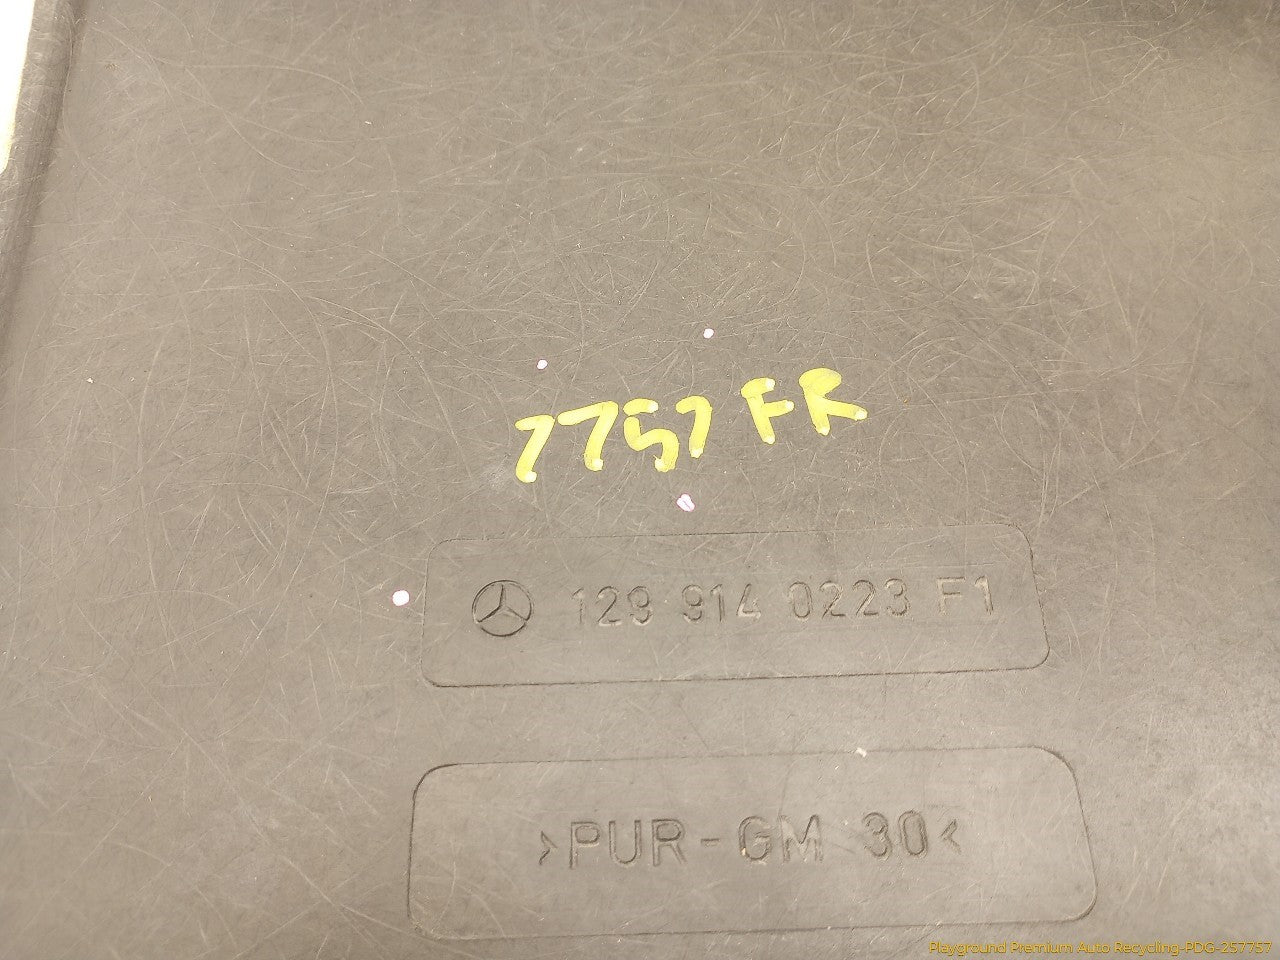 7757 FR
129 914 0223 F1
>PUR-GM 30<
Playground Premium Auto Recycling-PDG-257757